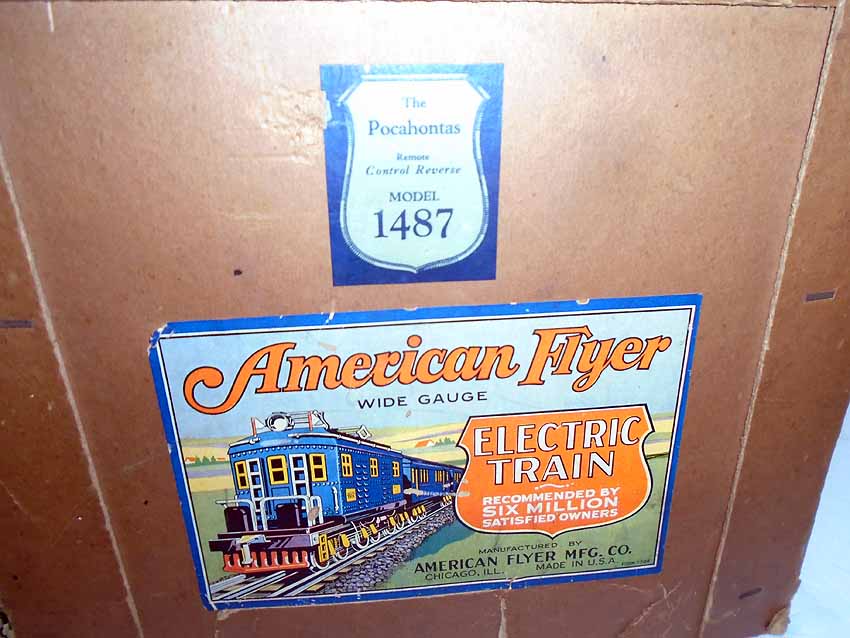 The
Pocahontas
Remote
Control Reverse
MODEL
1487
American Flyer
WIDE GAUGE
ELECTRIC
TRAIN
RECOMMENDED BY
SIX MILLION
SATISFIED OWNERS
MANUFACTURED BY
AMERICAN FLYER MFG. CO.
CHICAGO, ILL. MADE IN U.S.A.